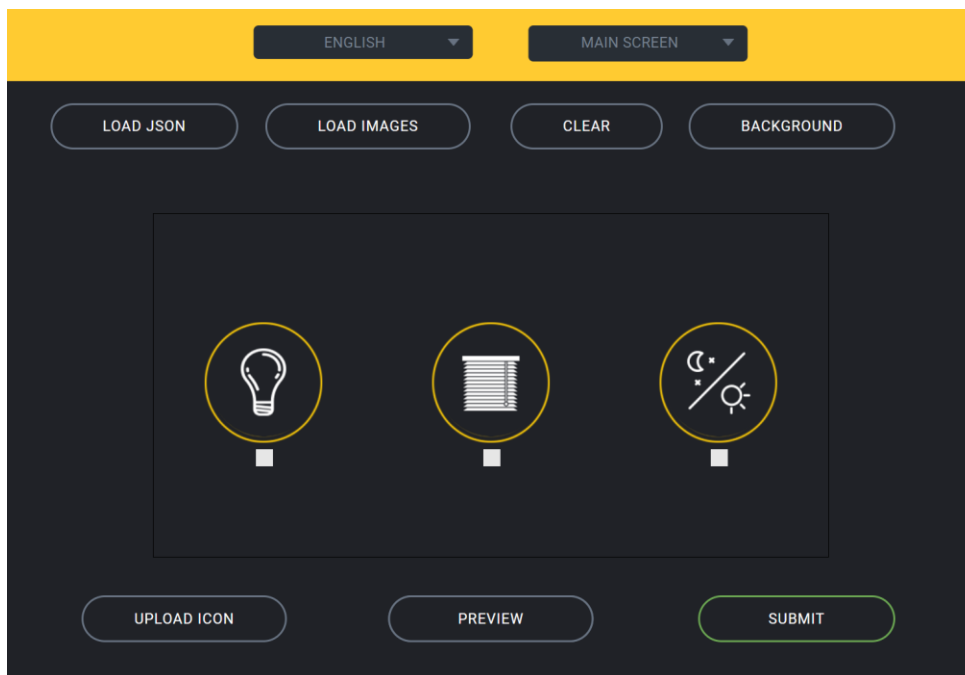 ENGLISH MAIN SCREEN
LOAD JSON LOAD IMAGES CLEAR BACKGROUND
UPLOAD ICON PREVIEW SUBMIT